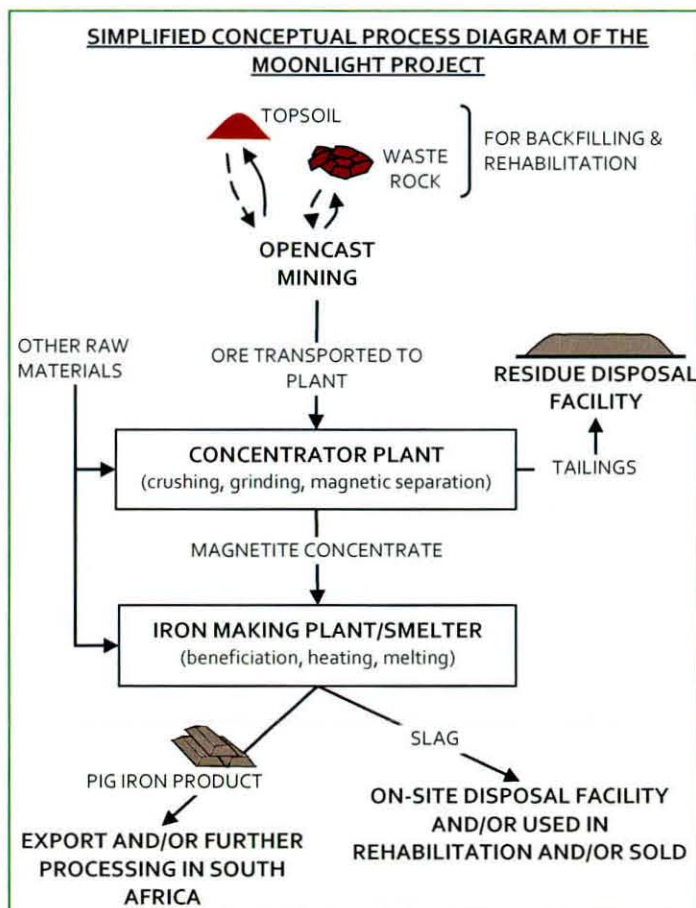 SIMPLIFIED CONCEPTUAL PROCESS DIAGRAM OF THE
MOONLIGHT PROJECT
TOPSOIL
WASTE
ROCK
FOR BACKFILLING &
REHABILITATION
OPENCAST
MINING
OTHER RAW
MATERIALS
ORE TRANSPORTED TO
PLANT
RESIDUE DISPOSAL
FACILITY
CONCENTRATOR PLANT
(crushing, grinding, magnetic separation)
TAILINGS
MAGNETITE CONCENTRATE
IRON MAKING PLANT/SMELTER
(beneficiation, heating, melting)
SLAG
PIG IRON PRODUCT
ON-SITE DISPOSAL FACILITY
AND/OR USED IN
REHABILITATION AND/OR SOLD
EXPORT AND/OR FURTHER
PROCESSING IN SOUTH
AFRICA